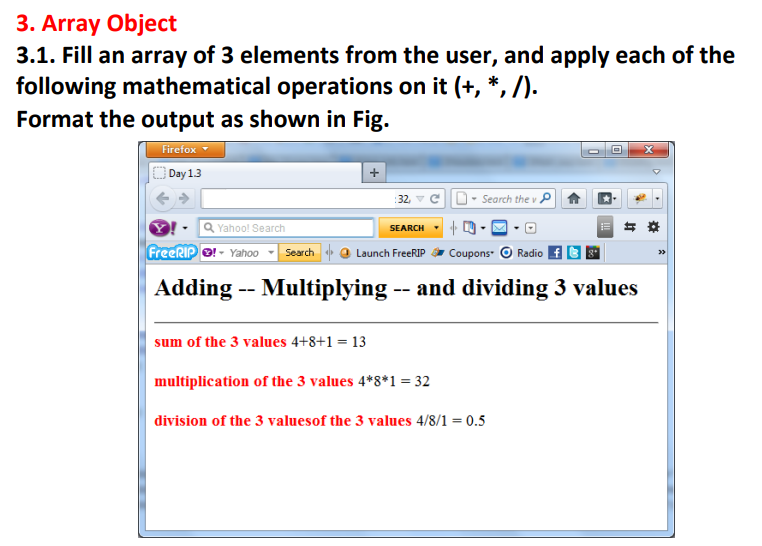 3. Array Object
3.1. Fill an array of 3 elements from the user, and apply each of the
following mathematical operations on it (+, *, /).
Format the output as shown in Fig.
Firefox
Day 1.3
:32, Search the
Y! Yahoo! Search SEARCH
FreeRIP Y! Yahoo Search Launch FreeRIP Coupons Radio f g+ »
Adding -- Multiplying -- and dividing 3 values
sum of the 3 values 4+8+1 = 13
multiplication of the 3 values 4*8*1 = 32
division of the 3 valuesof the 3 values 4/8/1 = 0.5